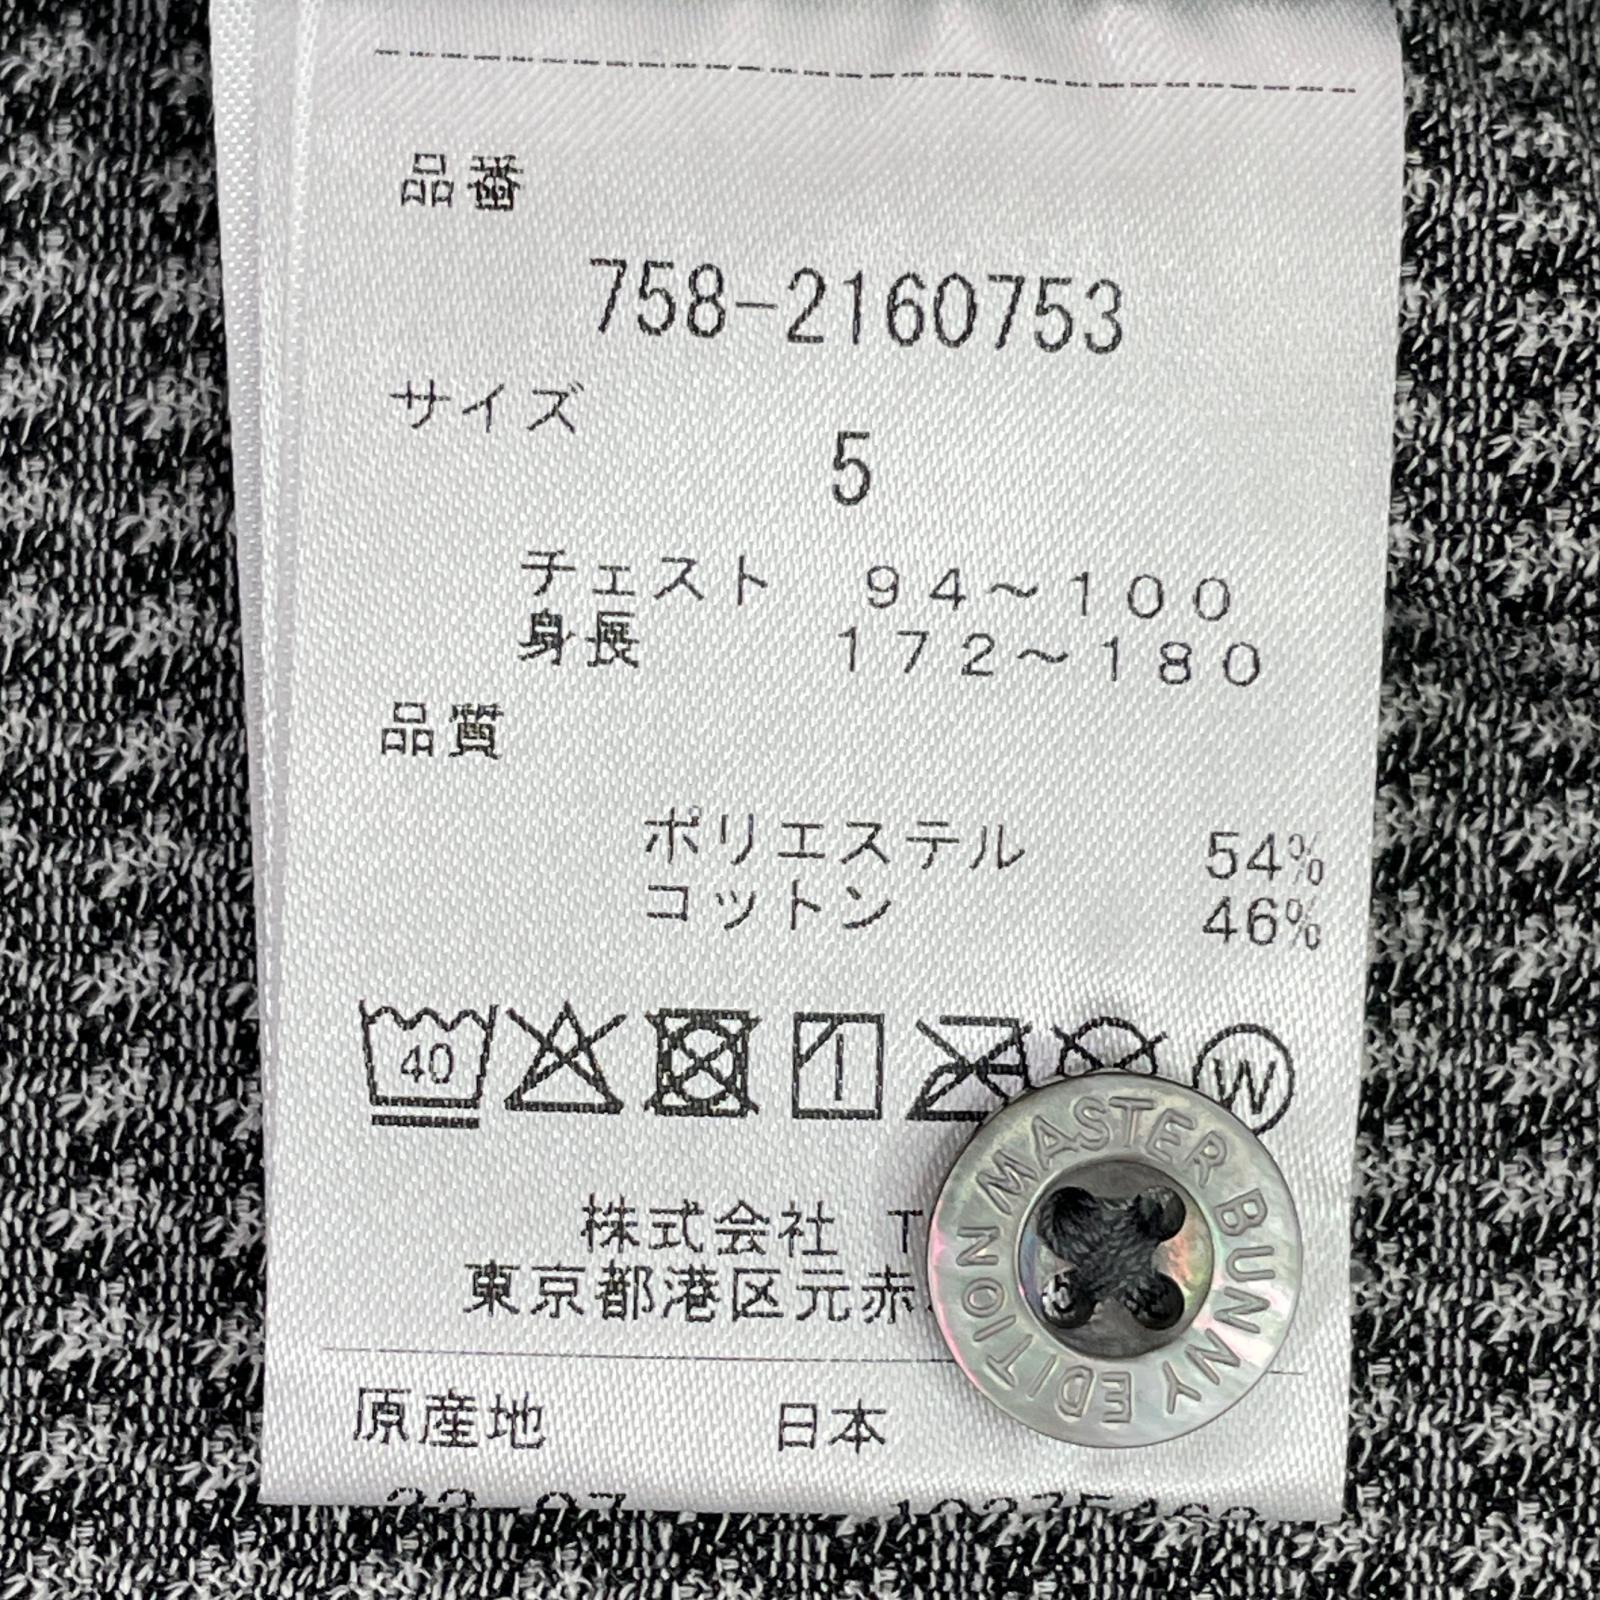 品番
758-2160753
サイズ
5
チェスト 94～100
身長 172～180
品質
ポリエステル 54%
コットン 46%
40
W
株式会社 T
東京都港区元赤
MASTER BUNNY EDITION
原産地 日本